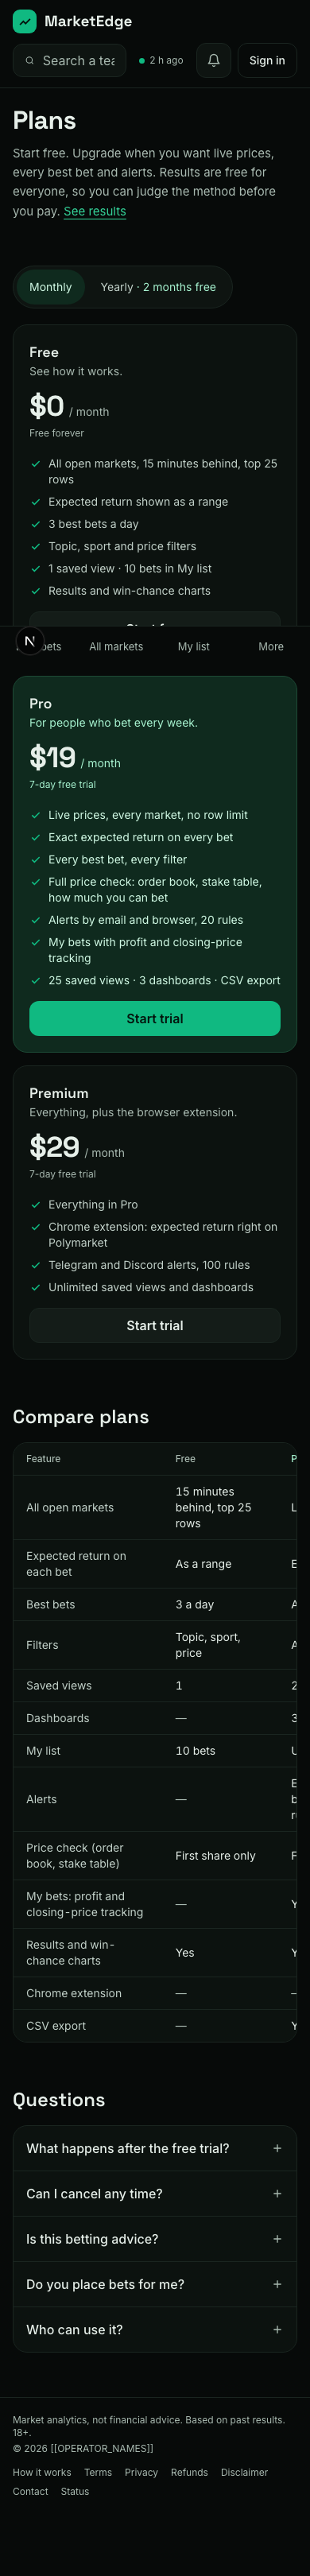 MarketEdge
Search a tea
2 h ago
Sign in
Plans
Start free. Upgrade when you want live prices,
every best bet and alerts. Results are free for
everyone, so you can judge the method before
you pay. See results
Monthly
Yearly · 2 months free
Free
See how it works.
$0 / month
Free forever
All open markets, 15 minutes behind, top 25
rows
Expected return shown as a range
3 best bets a day
Topic, sport and price filters
1 saved view · 10 bets in My list
Results and win-chance charts
bets
All markets
My list
More
Pro
For people who bet every week.
$19 / month
7-day free trial
Live prices, every market, no row limit
Exact expected return on every bet
Every best bet, every filter
Full price check: order book, stake table,
how much you can bet
Alerts by email and browser, 20 rules
My bets with profit and closing-price
tracking
25 saved views · 3 dashboards · CSV export
Start trial
Premium
Everything, plus the browser extension.
$29 / month
7-day free trial
Everything in Pro
Chrome extension: expected return right on
Polymarket
Telegram and Discord alerts, 100 rules
Unlimited saved views and dashboards
Start trial
Compare plans
Feature
Free
P
All open markets
15 minutes
behind, top 25
rows
L
Expected return on
each bet
As a range
E
Best bets
3 a day
A
Filters
Topic, sport,
price
A
Saved views
1
2
Dashboards
—
3
My list
10 bets
U
Alerts
—
E
b
ru
Price check (order
book, stake table)
First share only
F
My bets: profit and
closing-price tracking
—
Y
Results and win-
chance charts
Yes
Y
Chrome extension
—
—
CSV export
—
Y
Questions
What happens after the free trial?
+
Can I cancel any time?
+
Is this betting advice?
+
Do you place bets for me?
+
Who can use it?
+
Market analytics, not financial advice. Based on past results.
18+.
© 2026 [[OPERATOR_NAMES]]
How it works
Terms
Privacy
Refunds
Disclaimer
Contact
Status